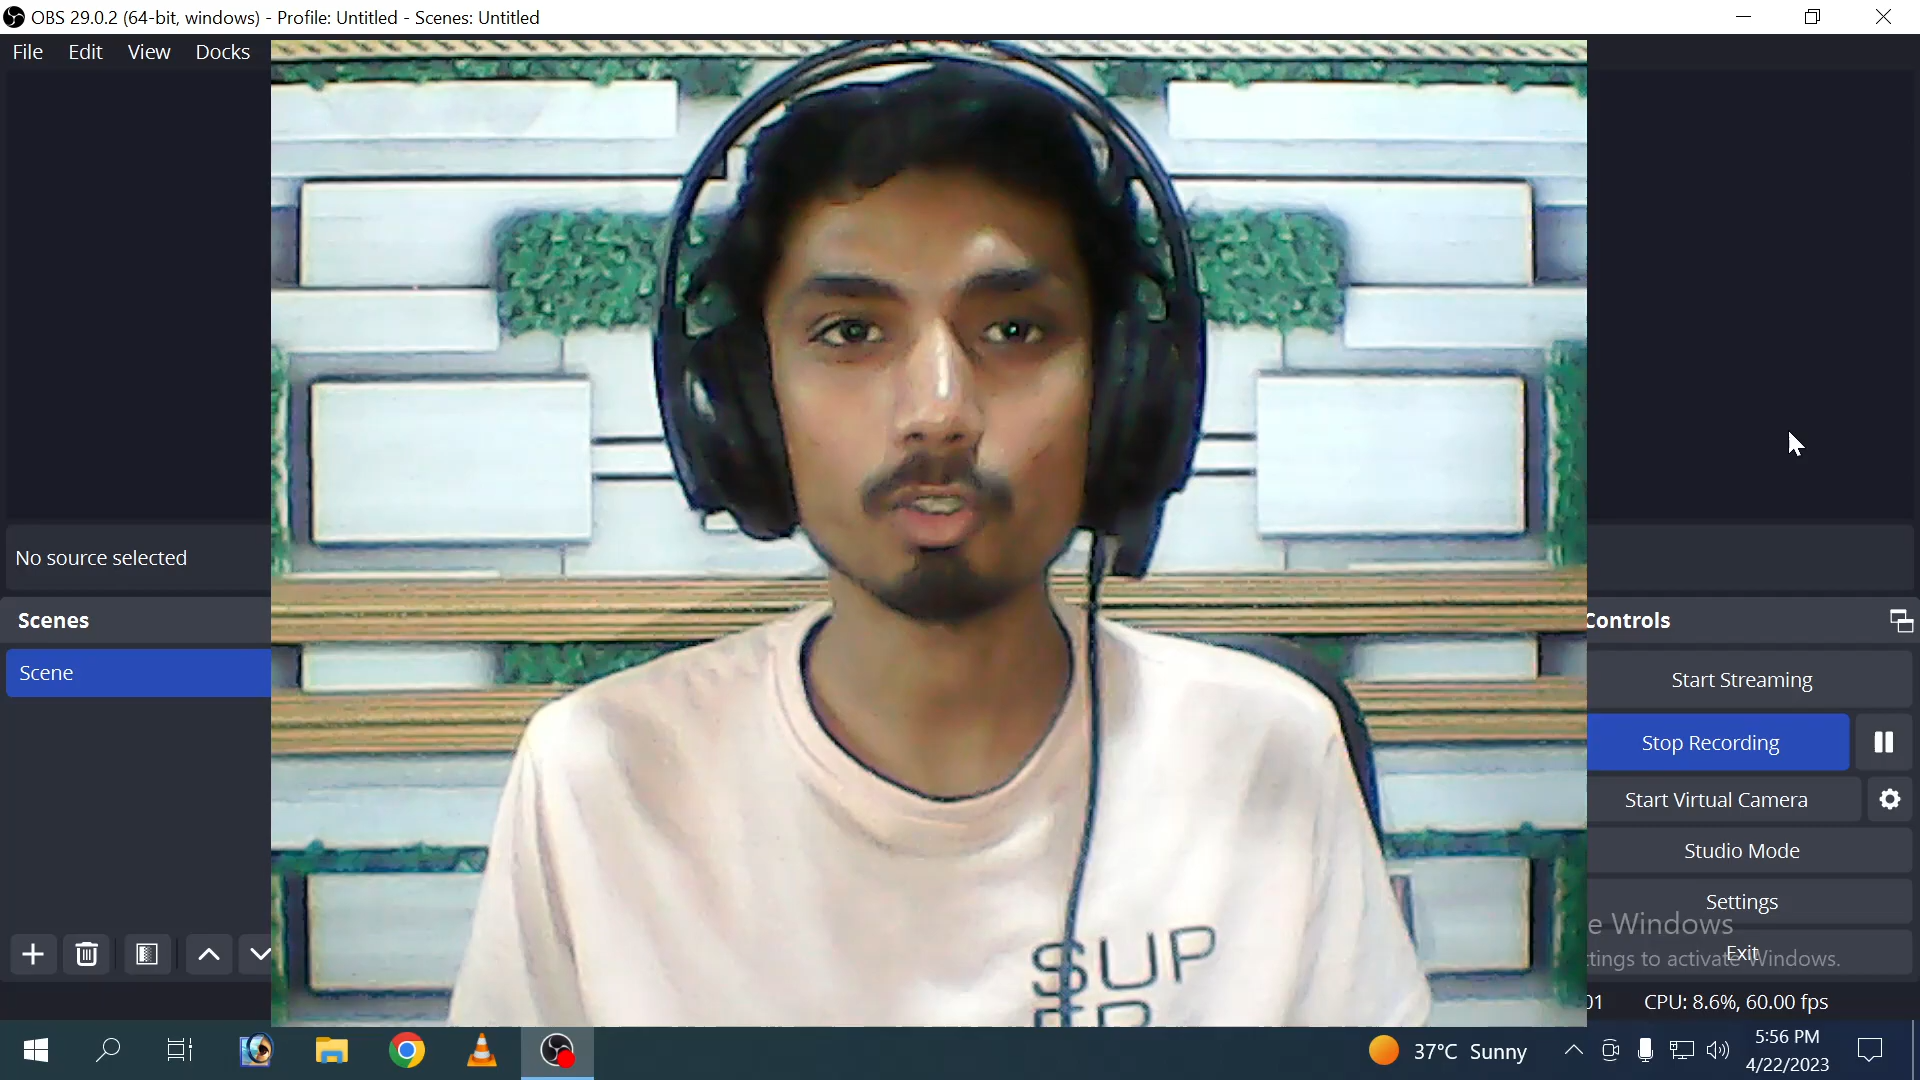 OBS 29.0.2 (64-bit, windows) - Profile: Untitled - Scenes: Untitled
File Edit View Docks
No source selected
Scenes
Controls
Scene
Start Streaming
Stop Recording
Start Virtual Camera
Studio Mode
Settings
e Windows
Exit
tings to activate Windows.
01 CPU: 8.6%, 60.00 fps
SUP
ER
37°C Sunny
5:56 PM
4/22/2023